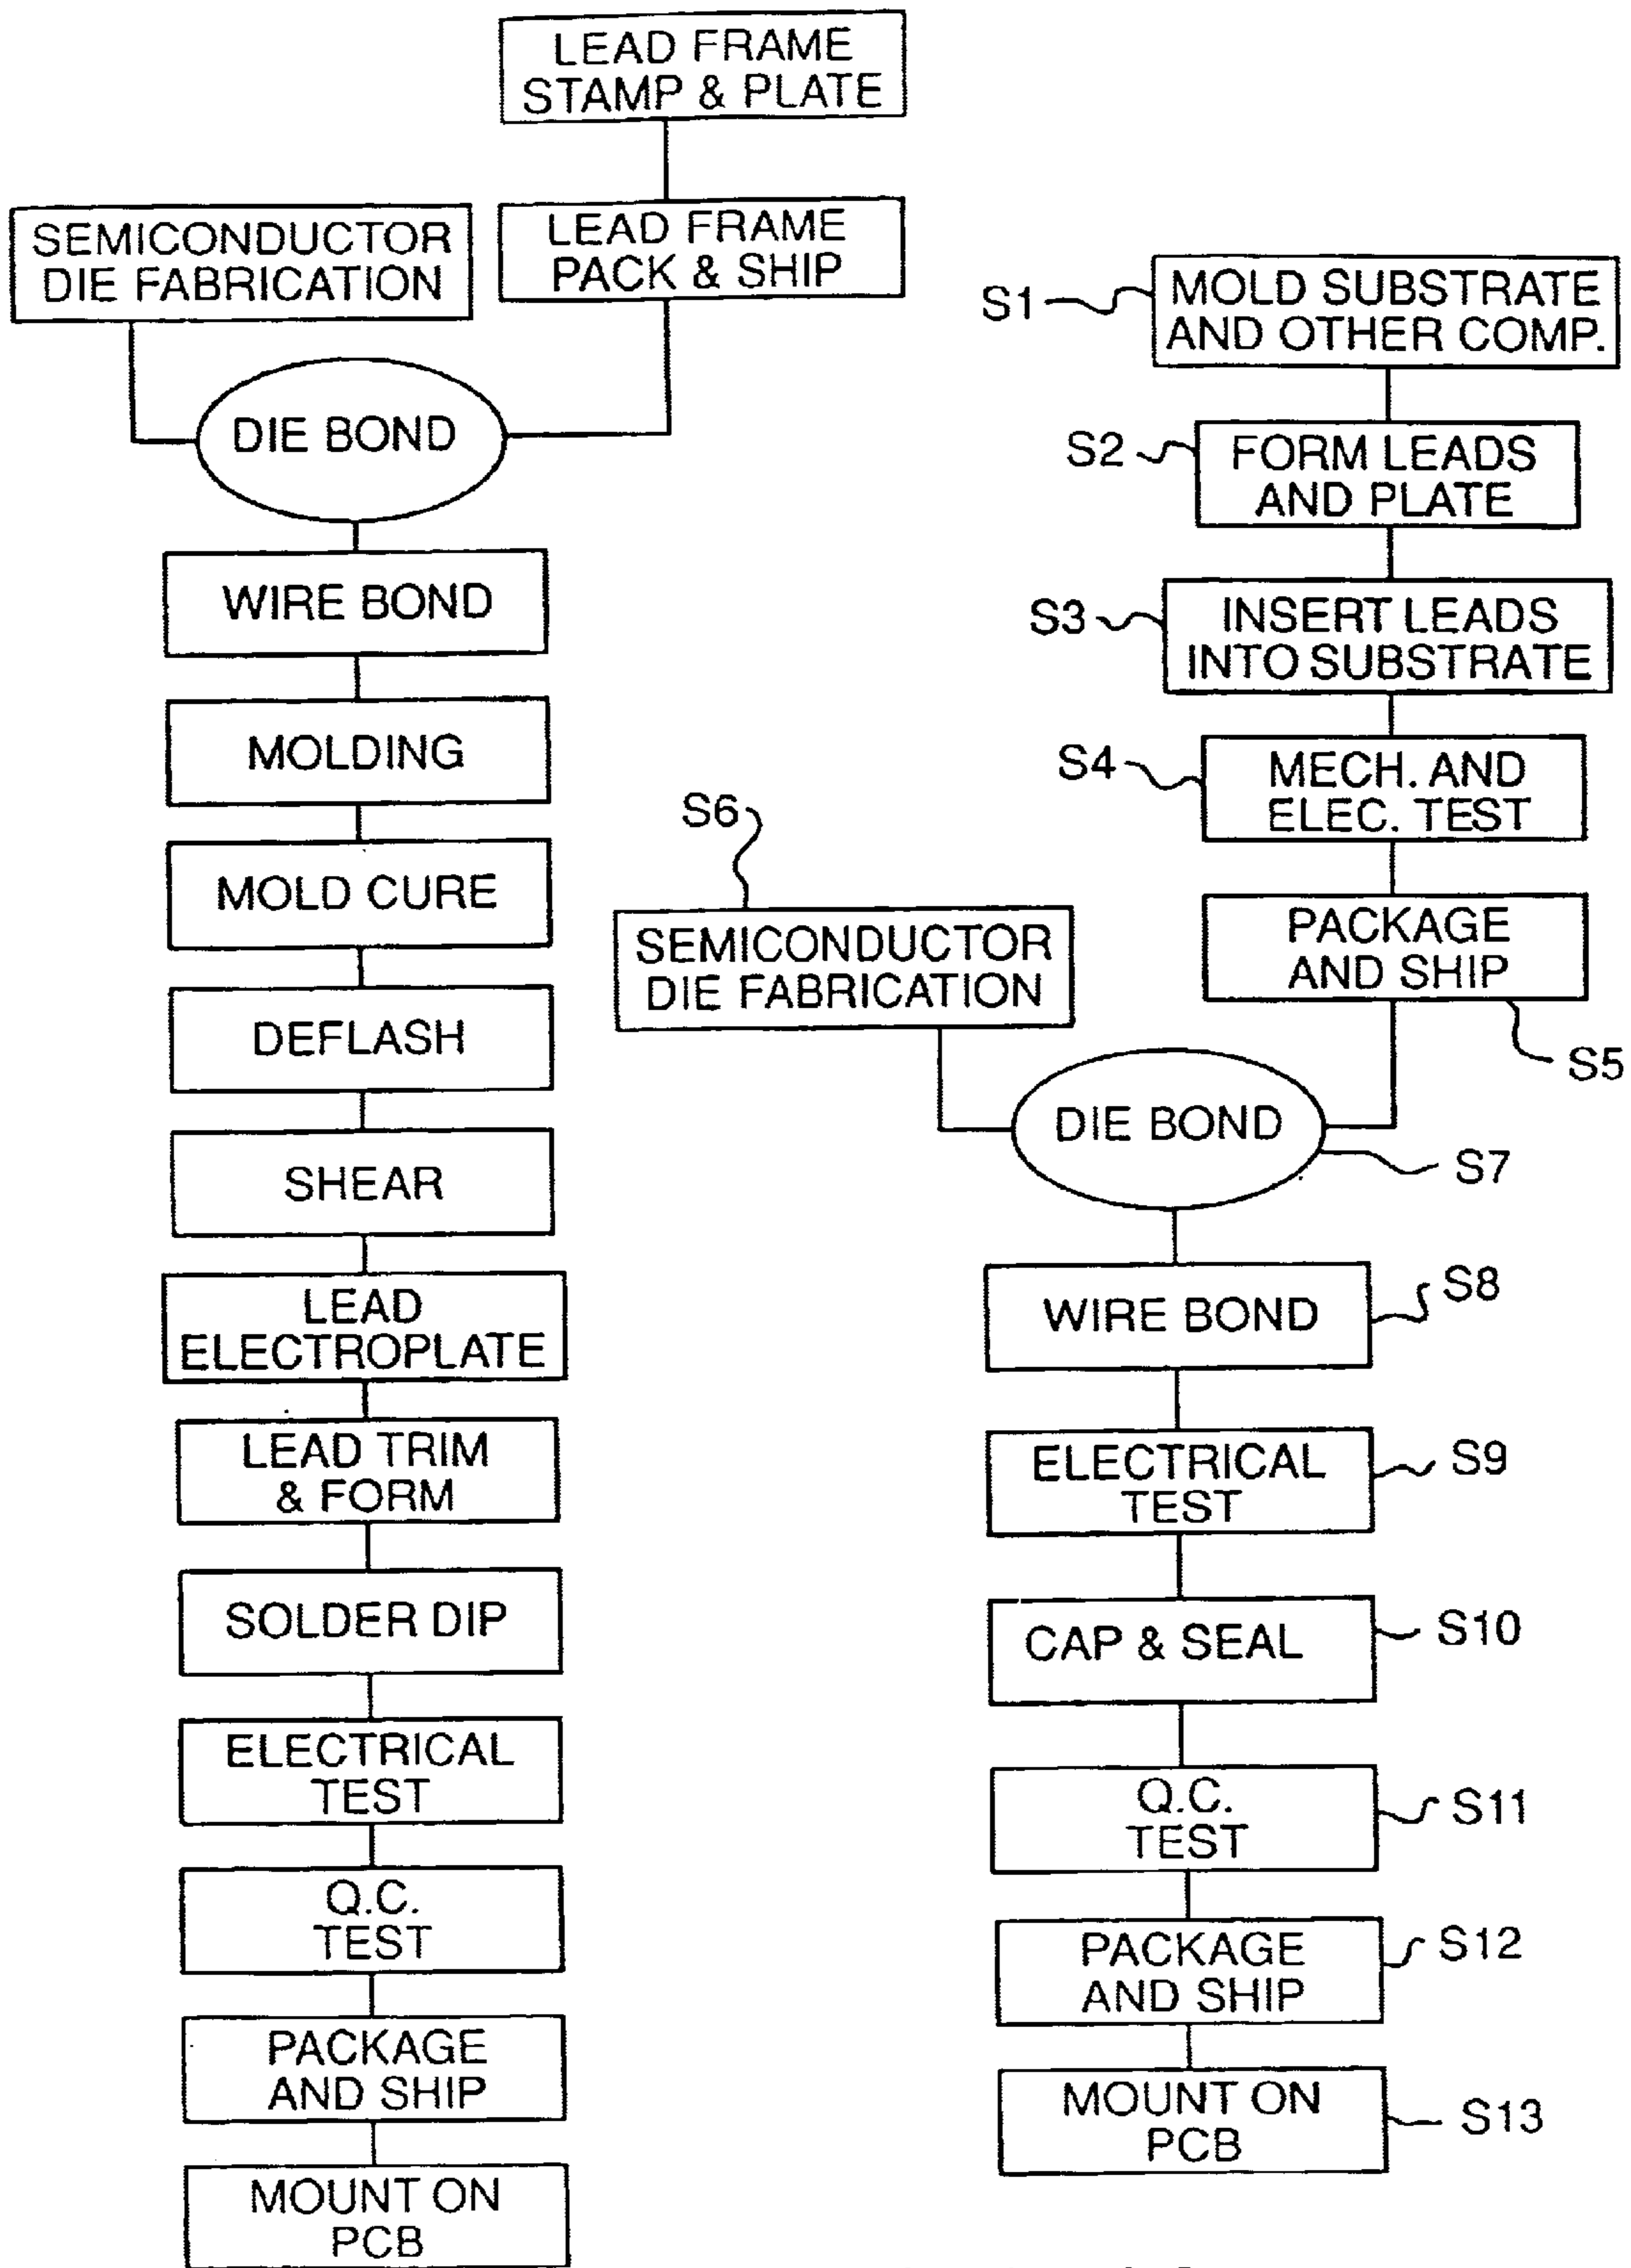 LEAD FRAME
STAMP & PLATE
SEMICONDUCTOR
DIE FABRICATION
LEAD FRAME
PACK & SHIP
DIE BOND
WIRE BOND
MOLDING
MOLD CURE
DEFLASH
SHEAR
LEAD
ELECTROPLATE
LEAD TRIM
& FORM
SOLDER DIP
ELECTRICAL
TEST
Q.C.
TEST
PACKAGE
AND SHIP
MOUNT ON
PCB
S1
MOLD SUBSTRATE
AND OTHER COMP.
S2
FORM LEADS
AND PLATE
S3
INSERT LEADS
INTO SUBSTRATE
S4
MECH. AND
ELEC. TEST
PACKAGE
AND SHIP
S5
S6
SEMICONDUCTOR
DIE FABRICATION
DIE BOND
S7
WIRE BOND
S8
ELECTRICAL
TEST
S9
CAP & SEAL
S10
Q.C.
TEST
S11
PACKAGE
AND SHIP
S12
MOUNT ON
PCB
S13